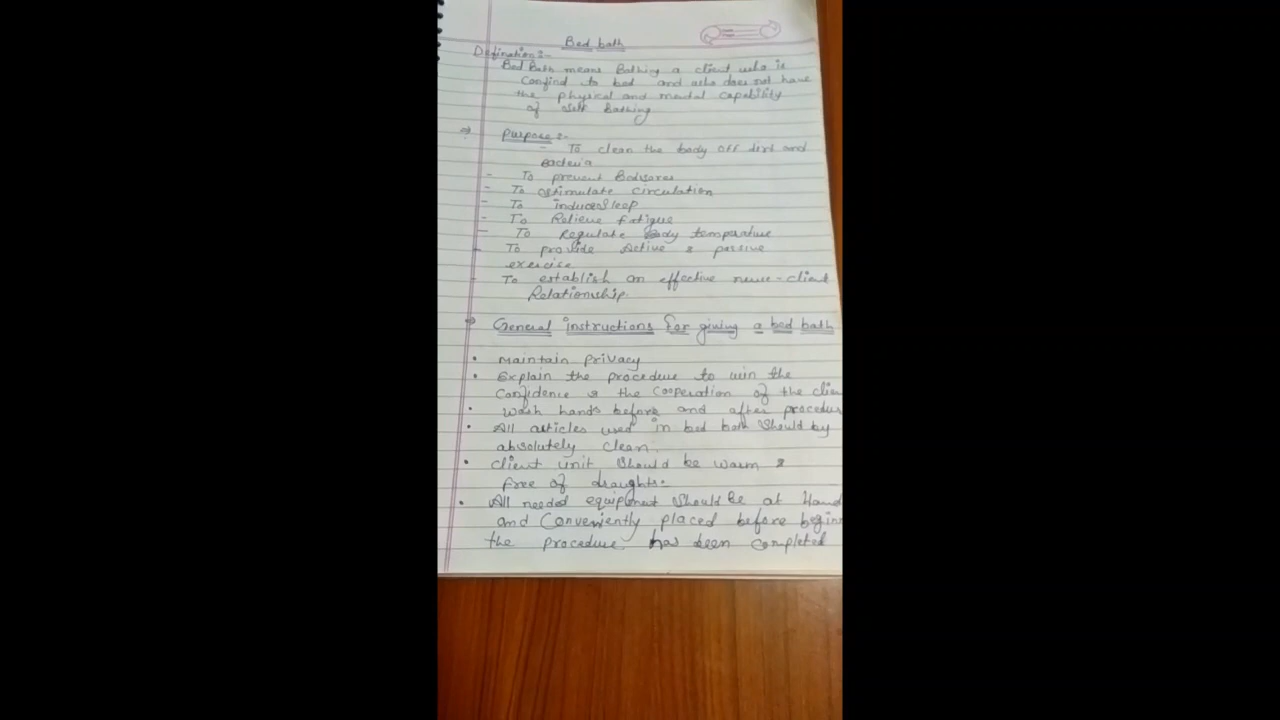 Bed bath
Defination:-
Bed Bath means Bathing a client who is
Confind to bed and who does not have
the physical and mental capability
of self Bathing
⇒ Purpose:-
- To clean the body off dirt and
Bacteria
- To prevent Bedsores
- To stimulate circulation
- To induce sleep
- To Relieve fatigue
- To Regulate Body temperature
- To provide Active & passive
exercise
- To establish an effective nurse-client
Relationship.
⇒ General instructions for giving a bed bath
• Maintain privacy
• Explain the procedure to win the
Confidence & the Cooperation of the clien
• Wash hands before and after procedur
• All articles used in bed bath Should by
absolutely clean.
• Client unit Should be warm &
free of draughts.
• All needed equipment Should be at Hand
and Conveniently placed before begin
the procedure has been completed